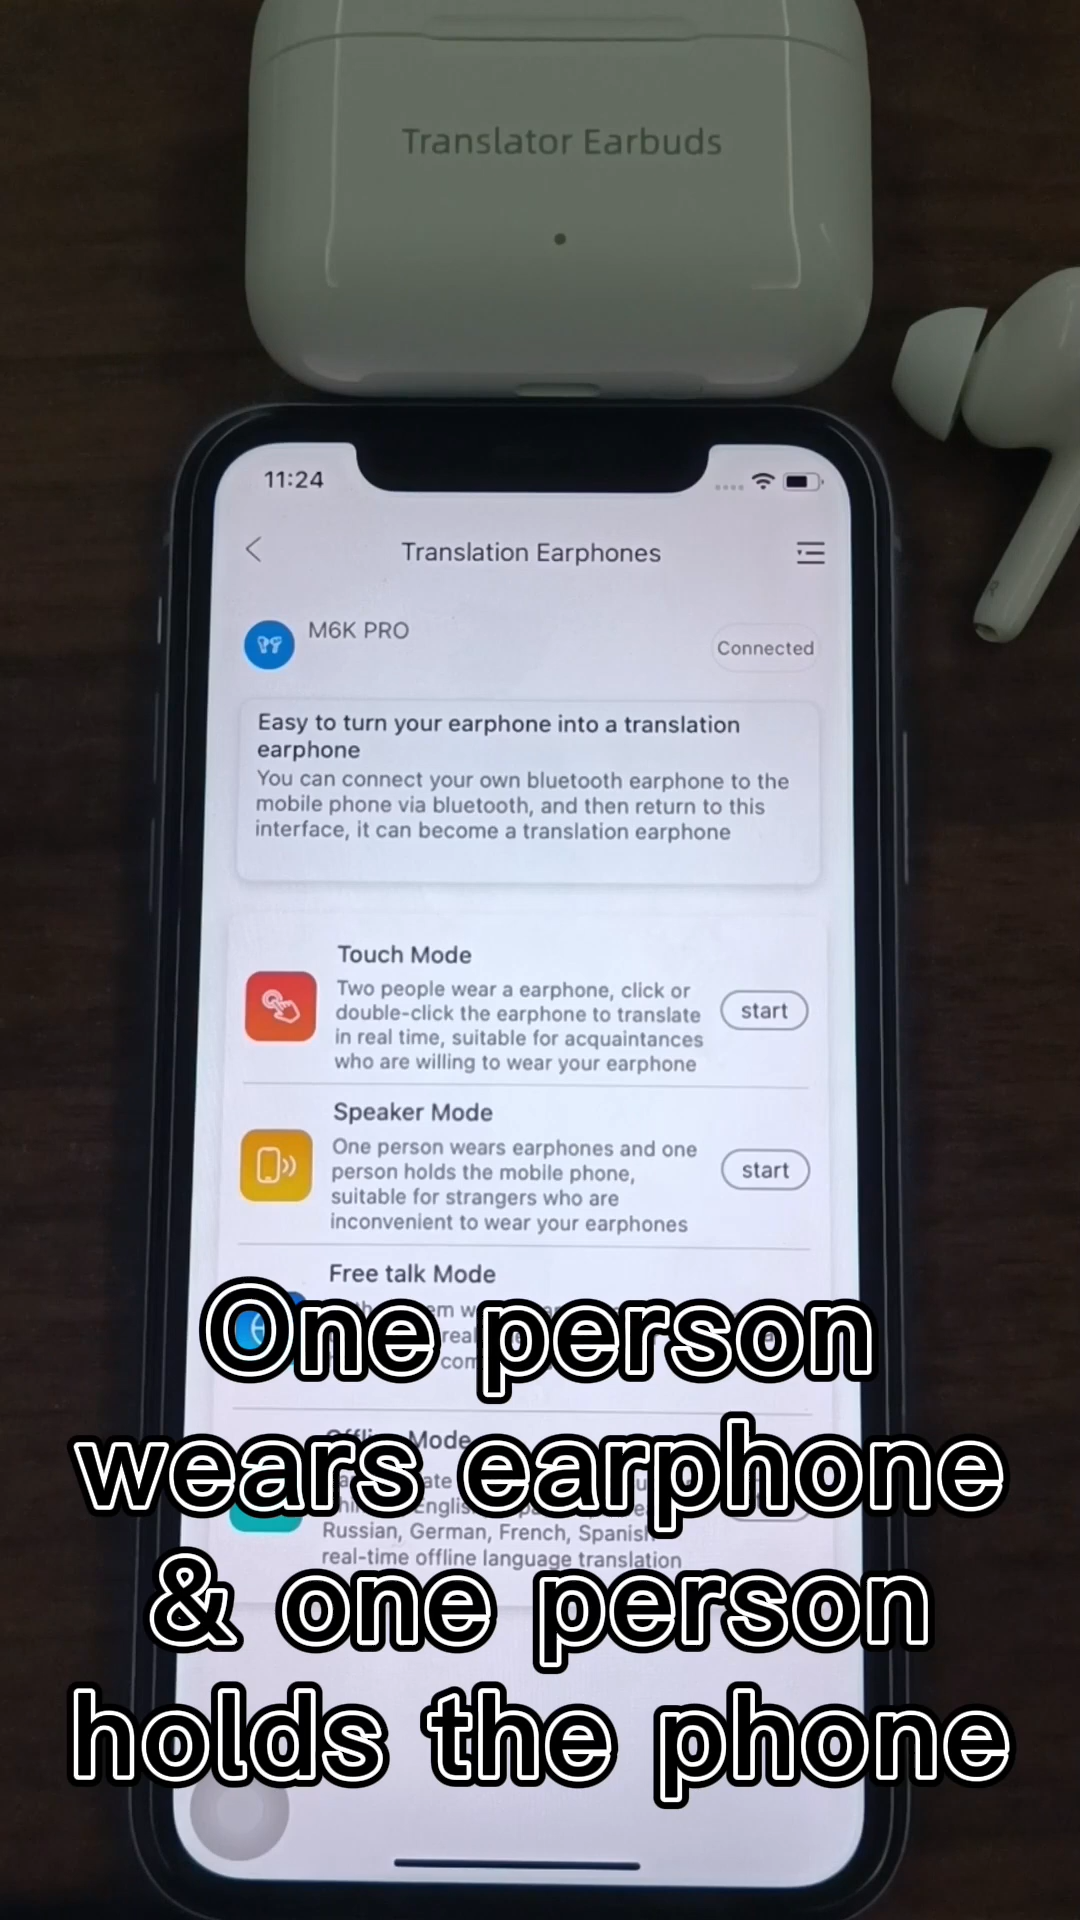 Translator Earbuds
11:24
Translation Earphones
M6K PRO
Connected
Easy to turn your earphone into a translation
earphone
You can connect your own bluetooth earphone to the
mobile phone via bluetooth, and then return to this
interface, it can become a translation earphone
Touch Mode
Two people wear a earphone, click or
double-click the earphone to translate
in real time, suitable for acquaintances
who are willing to wear your earphone
start
Speaker Mode
One person wears earphones and one
person holds the mobile phone,
suitable for strangers who are
inconvenient to wear your earphones
start
Free talk Mode
One person
Mode
wears earphone
Russian, German, French, Spanish
real-time offline language translation
& one person
holds the phone